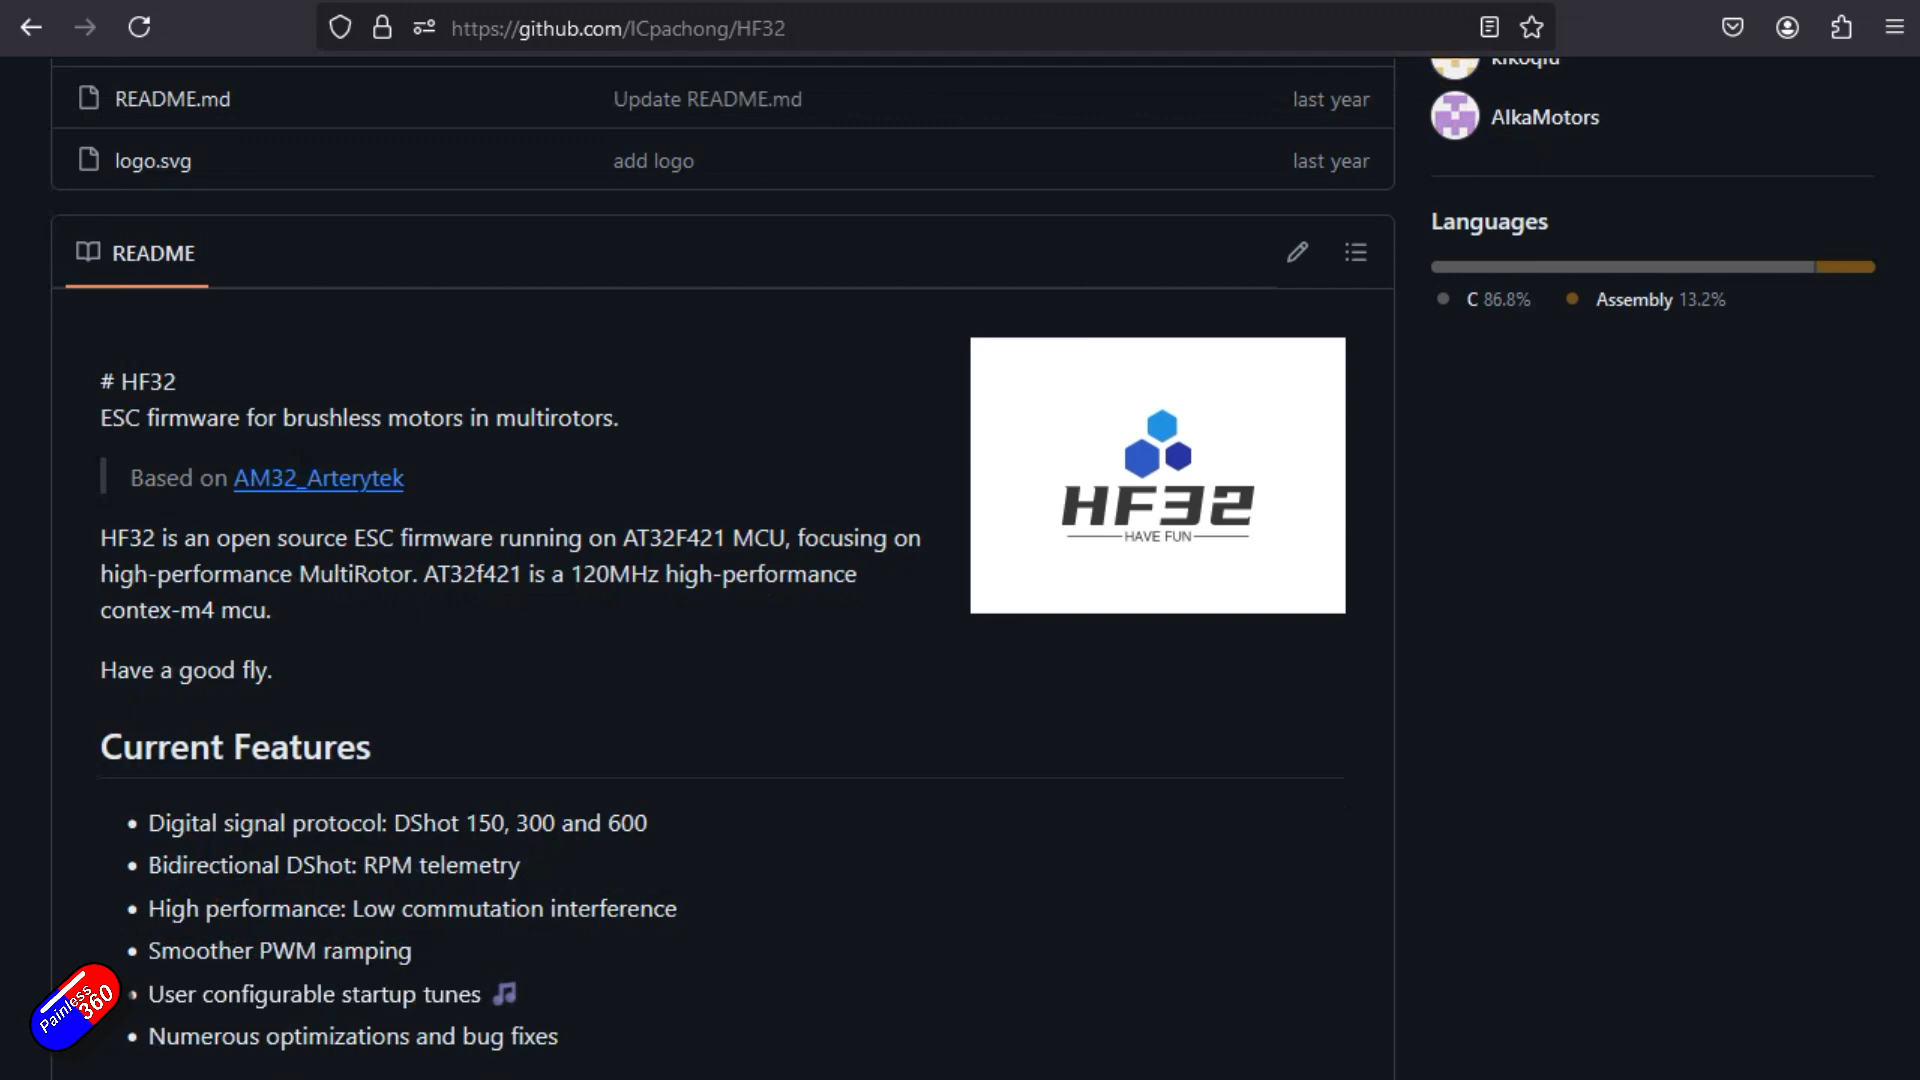 https://github.com/ICpachong/HF32
kikoqiu
README.md Update README.md last year
AlkaMotors
logo.svg add logo last year
Languages
README
C 86.8% Assembly 13.2%
# HF32
ESC firmware for brushless motors in multirotors.
Based on AM32_Arterytek
HF32
HAVE FUN
HF32 is an open source ESC firmware running on AT32F421 MCU, focusing on
high-performance MultiRotor. AT32f421 is a 120MHz high-performance
contex-m4 mcu.
Have a good fly.
Current Features
• Digital signal protocol: DShot 150, 300 and 600
• Bidirectional DShot: RPM telemetry
• High performance: Low commutation interference
• Smoother PWM ramping
• User configurable startup tunes 🎵
• Numerous optimizations and bug fixes
Painless
360